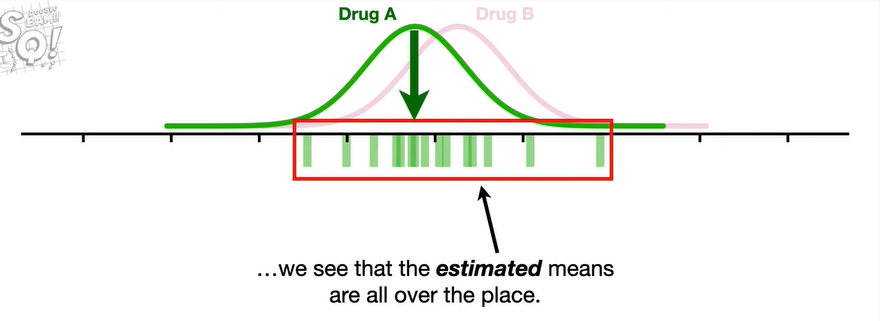 Drug A
Drug B
…we see that the estimated means
are all over the place.